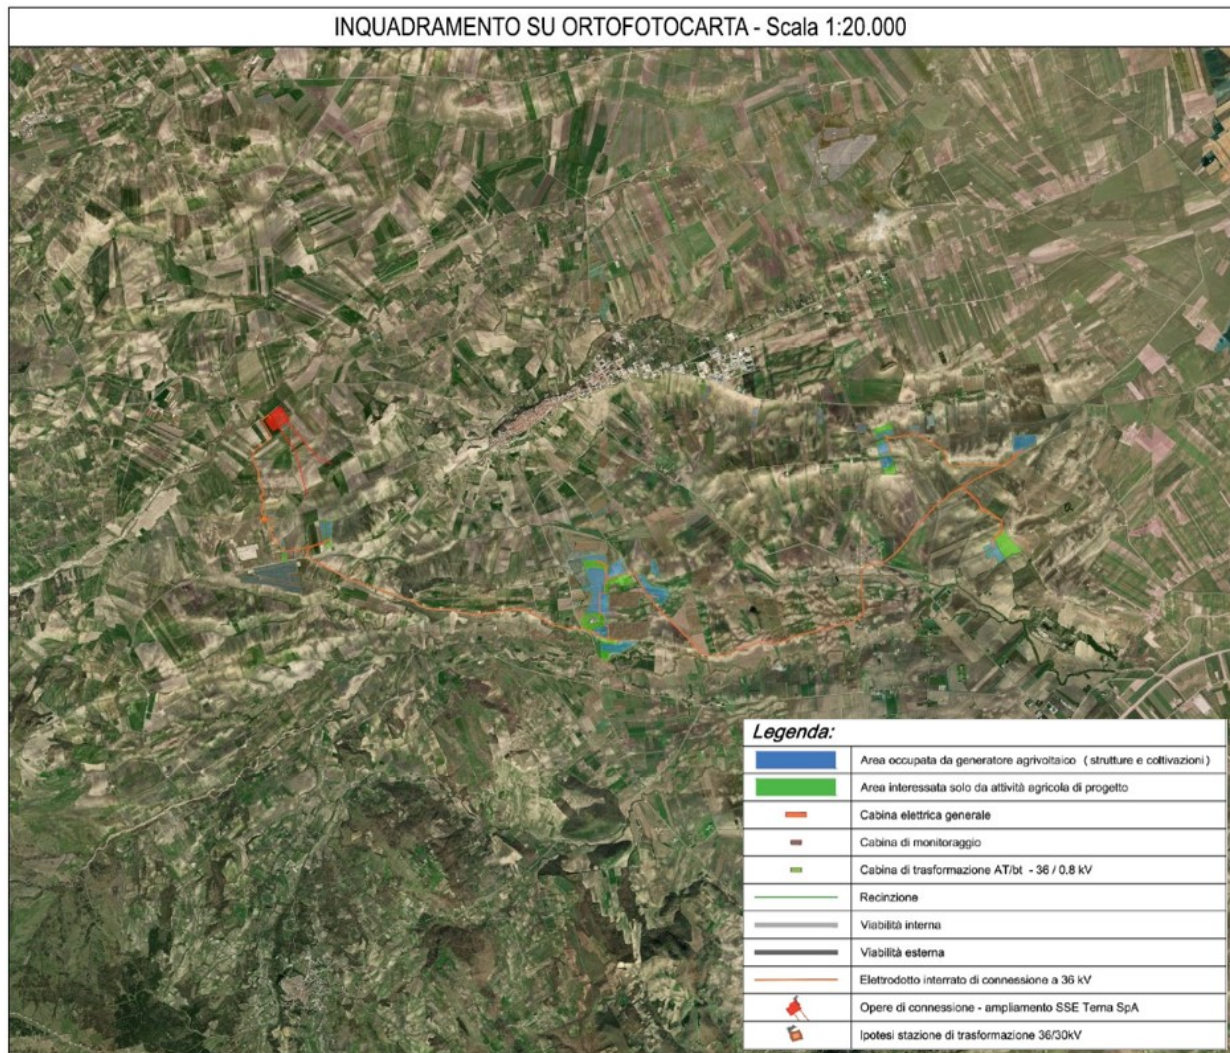 INQUADRAMENTO SU ORTOFOTOCARTA - Scala 1:20.000
Legenda:
Area occupata da generatore agrivoltaico ( strutture e coltivazioni )
Area interessata solo da attività agricola di progetto
Cabina elettrica generale
Cabina di monitoraggio
Cabina di trasformazione AT/bt - 36 / 0.8 kV
Recinzione
Viabilità interna
Viabilità esterna
Elettrodotto interrato di connessione a 36 kV
Opere di connessione - ampliamento SSE Terna SpA
Ipotesi stazione di trasformazione 36/30kV